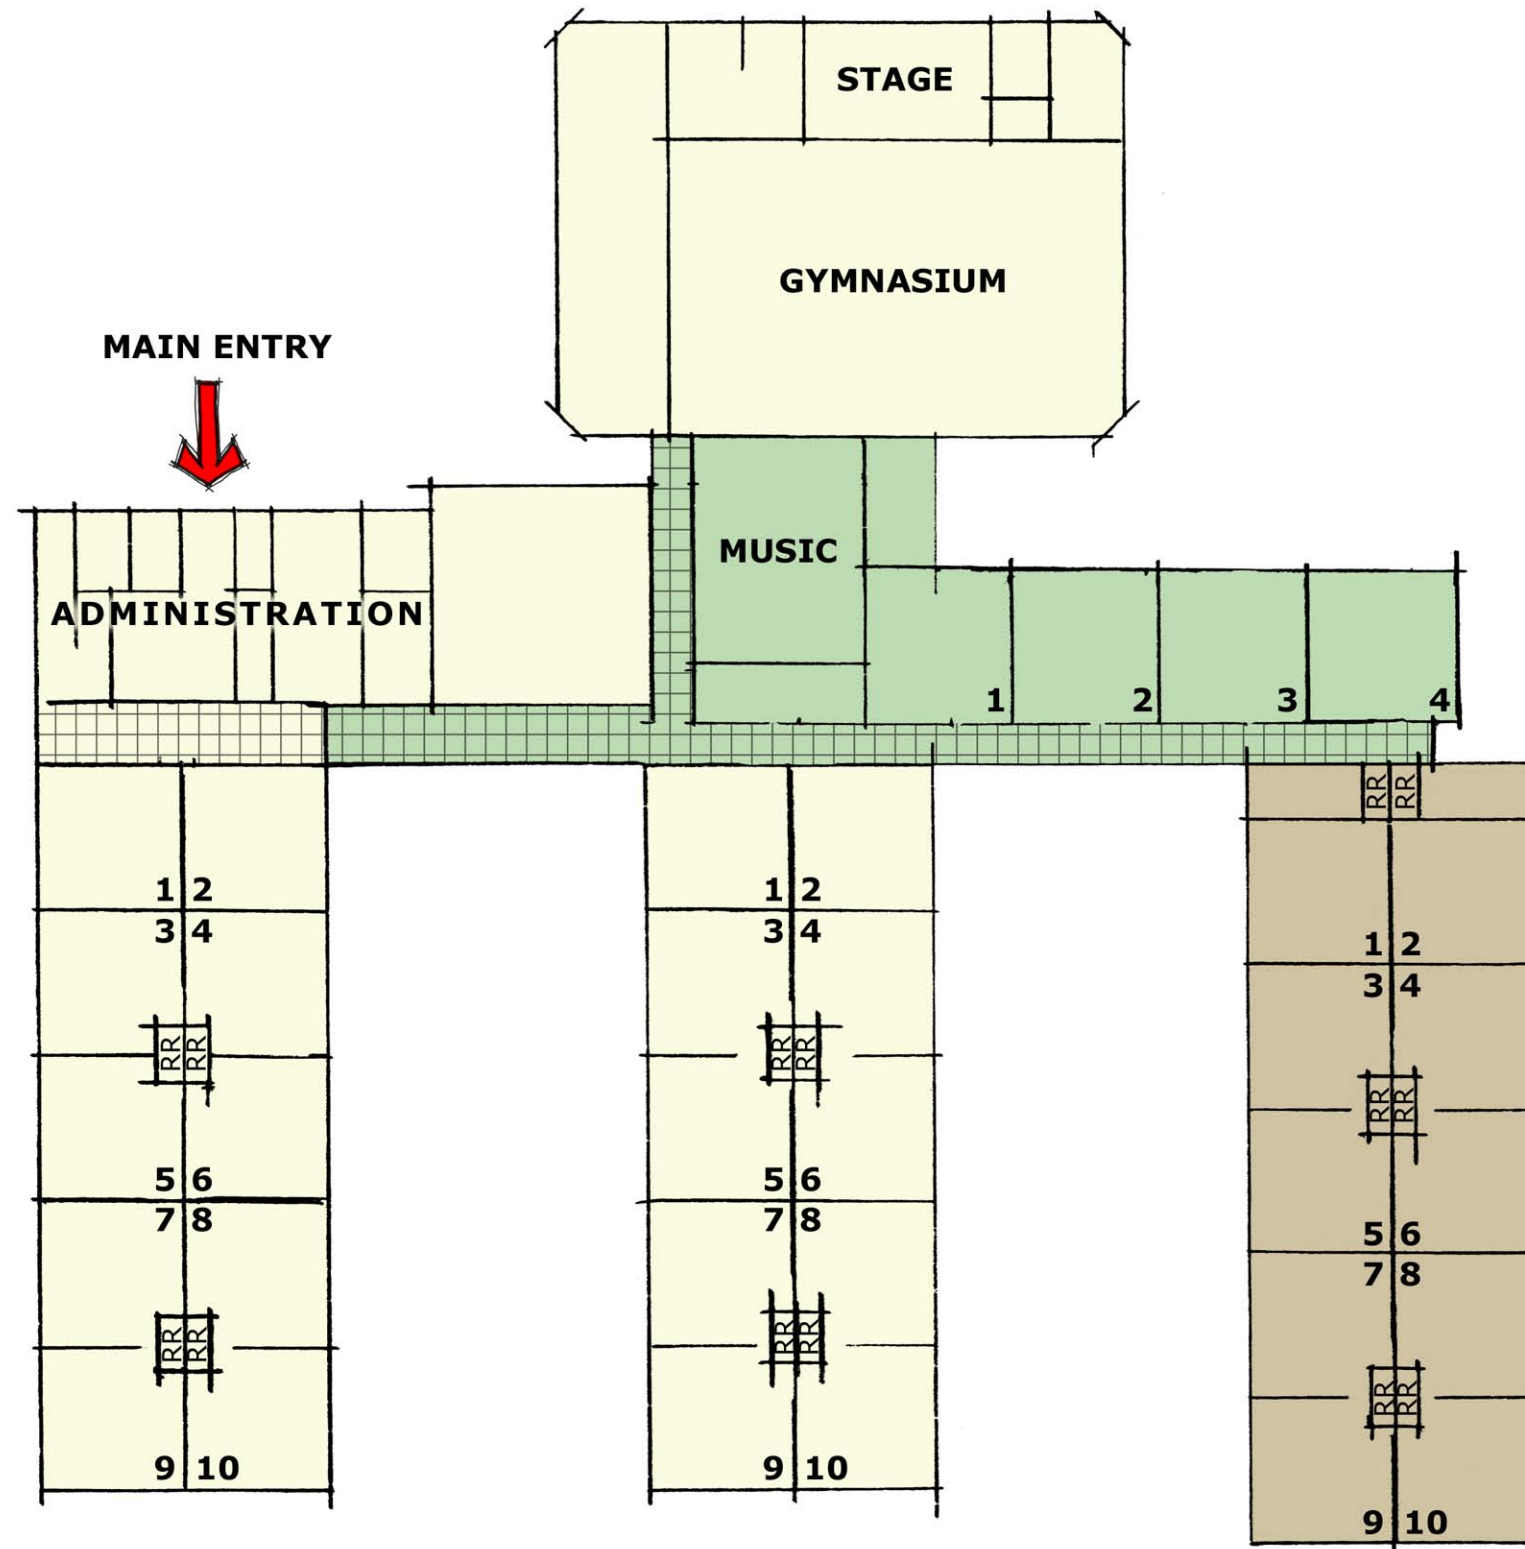 STAGE
GYMNASIUM
MAIN ENTRY
MUSIC
ADMINISTRATION
1 2 3 4
1 2
3 4
RR RR
5 6
7 8
RR RR
9 10
1 2
3 4
RR RR
5 6
7 8
RR RR
9 10
RR RR
1 2
3 4
RR RR
5 6
7 8
RR RR
9 10